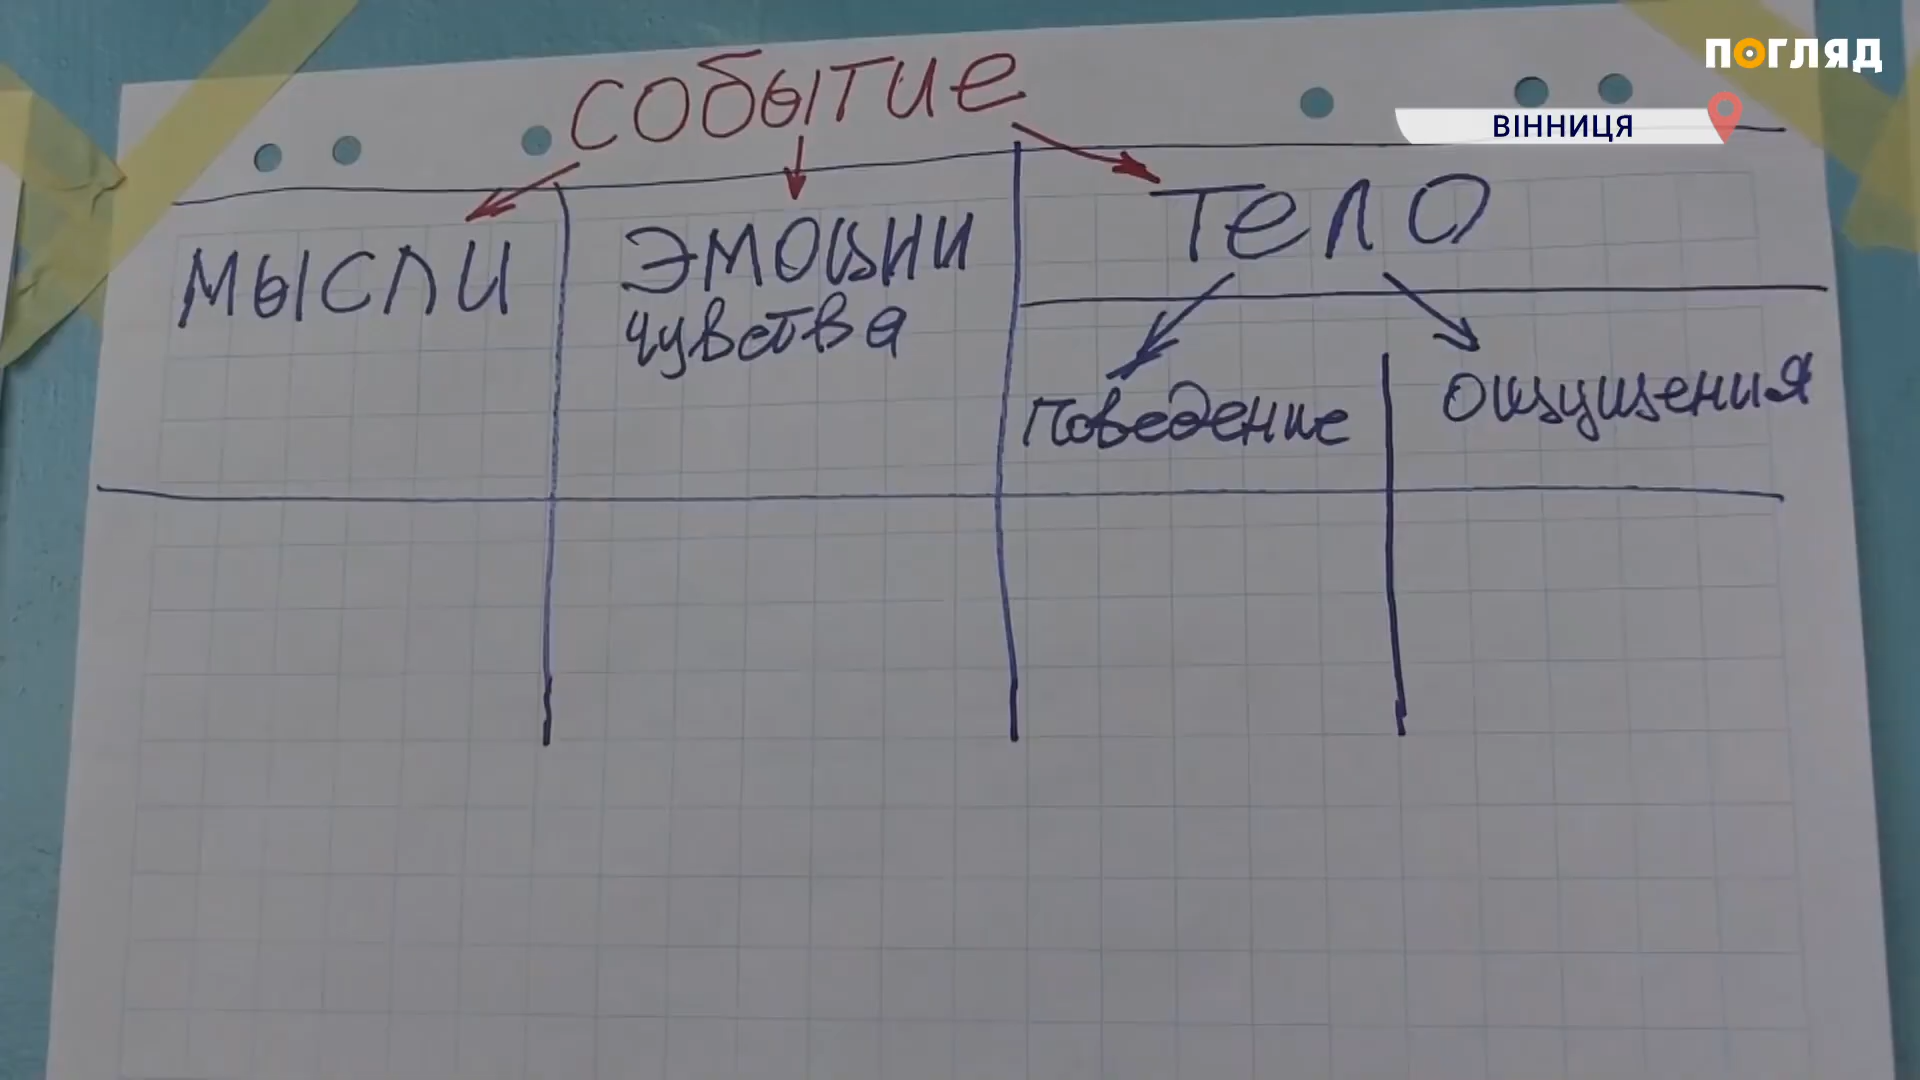 ПОГЛЯД
ВІННИЦЯ
событие
мысли
эмоции
чувства
тело
поведение
ощущения